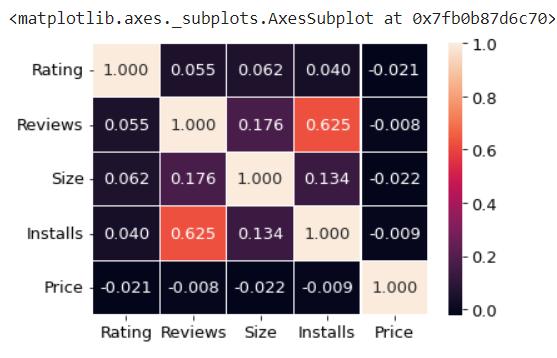 <matplotlib.axes._subplots.AxesSubplot at 0x7fb0b87d6c70>
1.0
Rating 1.000 0.055 0.062 0.040 -0.021
0.8
Reviews 0.055 1.000 0.176 0.625 -0.008
0.6
Size 0.062 0.176 1.000 0.134 -0.022
0.4
Installs 0.040 0.625 0.134 1.000 -0.009
0.2
Price -0.021 -0.008 -0.022 -0.009 1.000
0.0
Rating Reviews Size Installs Price